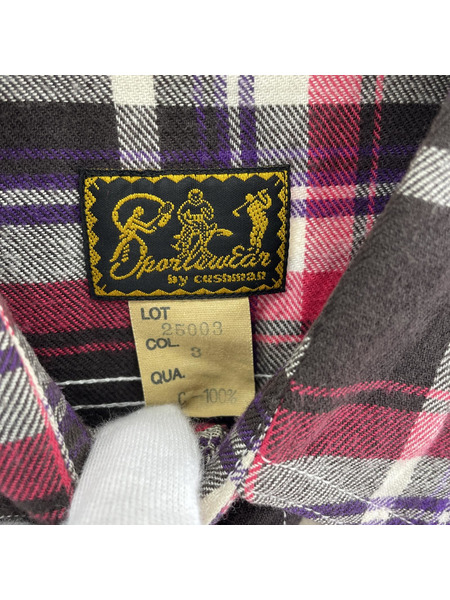 Sportswear
by cushman
LOT
25003
COL.
3
QUA.
C 100%